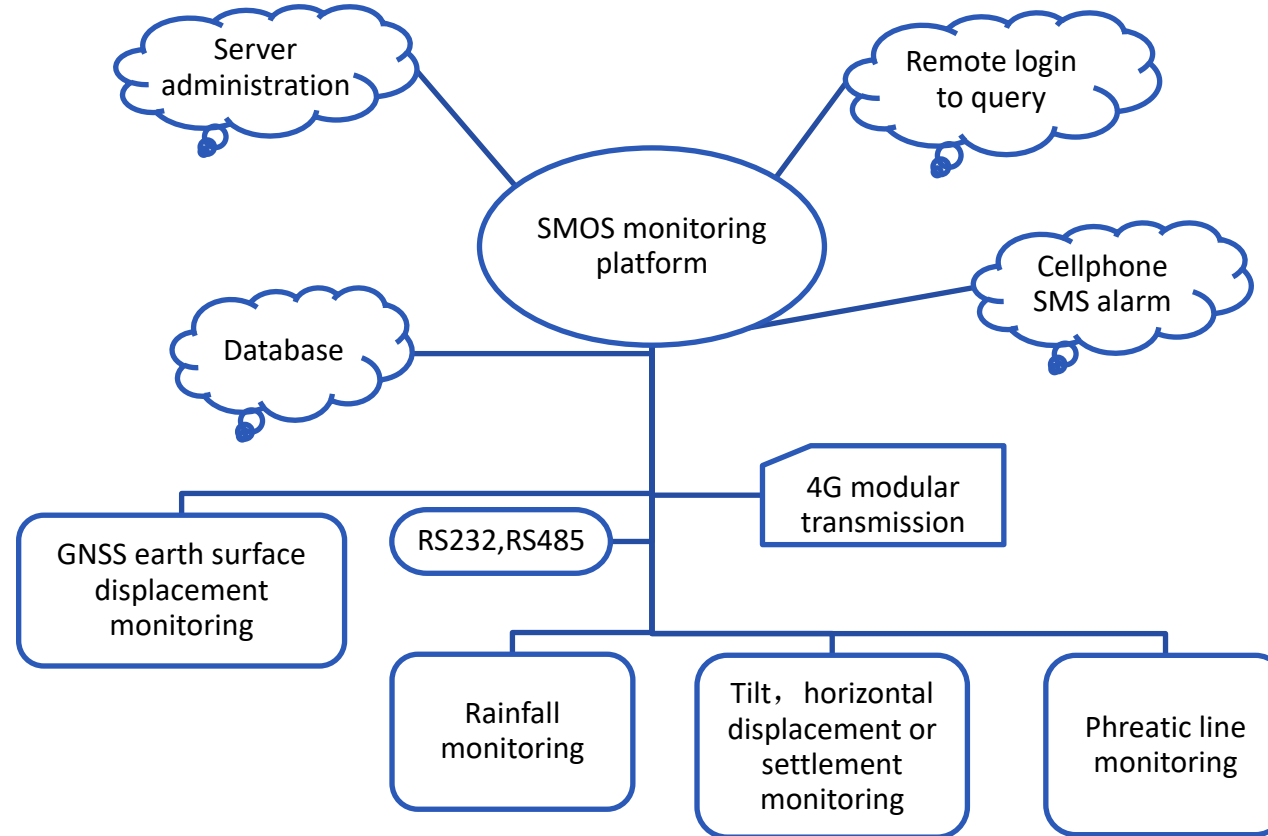 Server
administration
Remote login
to query
SMOS monitoring
platform
Cellphone
SMS alarm
Database
4G modular
transmission
RS232,RS485
GNSS earth surface
displacement
monitoring
Rainfall
monitoring
Tilt，horizontal
displacement or
settlement
monitoring
Phreatic line
monitoring